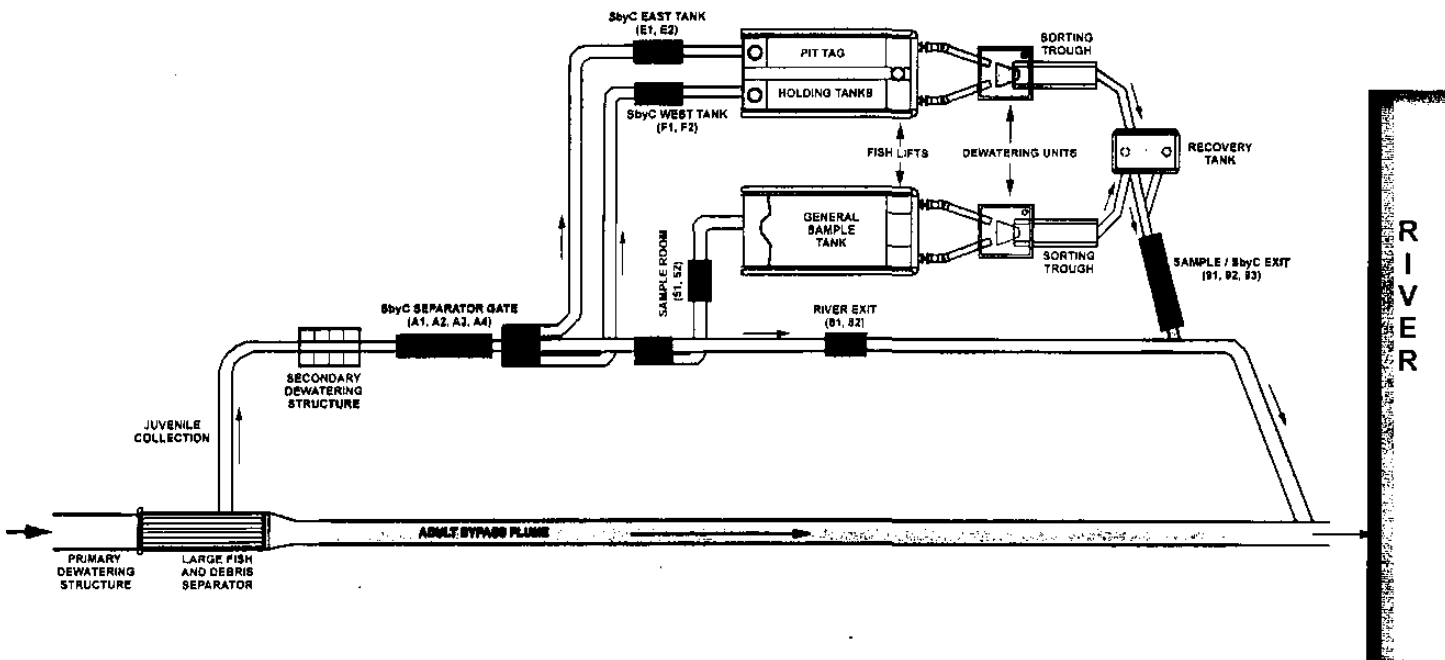 SbyC EAST TANK
(E1, E2)
PIT TAG
HOLDING TANKS
SbyC WEST TANK
(F1, F2)
SORTING
TROUGH
FISH LIFTS
DEWATERING UNITS
RECOVERY
TANK
GENERAL
SAMPLE
TANK
SAMPLE ROOM
(S1, S2)
SORTING
TROUGH
SAMPLE / SbyC EXIT
(91, 92, 93)
RIVER
SbyC SEPARATOR GATE
(A1, A2, A3, A4)
RIVER EXIT
(B1, B2)
SECONDARY
DEWATERING
STRUCTURE
JUVENILE
COLLECTION
ADULT BYPASS FLUME
PRIMARY
DEWATERING
STRUCTURE
LARGE FISH
AND DEBRIS
SEPARATOR